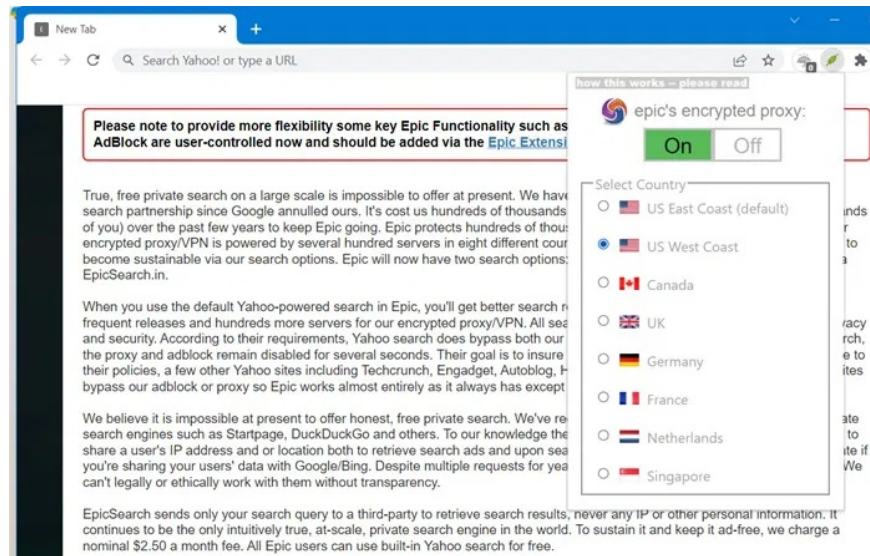 New Tab
Search Yahoo! or type a URL
0
how this works – please read
epic's encrypted proxy:
On Off
Select Country
US East Coast (default)
US West Coast
Canada
UK
Germany
France
Netherlands
Singapore
Please note to provide more flexibility some key Epic Functionality such as
AdBlock are user-controlled now and should be added via the Epic Extensi
True, free private search on a large scale is impossible to offer at present. We have
search partnership since Google annulled ours. It's cost us hundreds of thousands ands
of you) over the past few years to keep Epic going. Epic protects hundreds of thou r
encrypted proxy/VPN is powered by several hundred servers in eight different cour to
become sustainable via our search options. Epic will now have two search options: a
EpicSearch.in.
When you use the default Yahoo-powered search in Epic, you'll get better search r
frequent releases and hundreds more servers for our encrypted proxy/VPN. All sea vacy
and security. According to their requirements, Yahoo search does bypass both our rch,
the proxy and adblock remain disabled for several seconds. Their goal is to insure e to
their policies, a few other Yahoo sites including Techcrunch, Engadget, Autoblog, H ites
bypass our adblock or proxy so Epic works almost entirely as it always has except
We believe it is impossible at present to offer honest, free private search. We've re ate
search engines such as Startpage, DuckDuckGo and others. To our knowledge the to
share a user's IP address and or location both to retrieve search ads and upon sea te if
you're sharing your users' data with Google/Bing. Despite multiple requests for yea We
can't legally or ethically work with them without transparency.
EpicSearch sends only your search query to a third-party to retrieve search results, never any IP or other personal information. It
continues to be the only intuitively true, at-scale, private search engine in the world. To sustain it and keep it ad-free, we charge a
nominal $2.50 a month fee. All Epic users can use built-in Yahoo search for free.